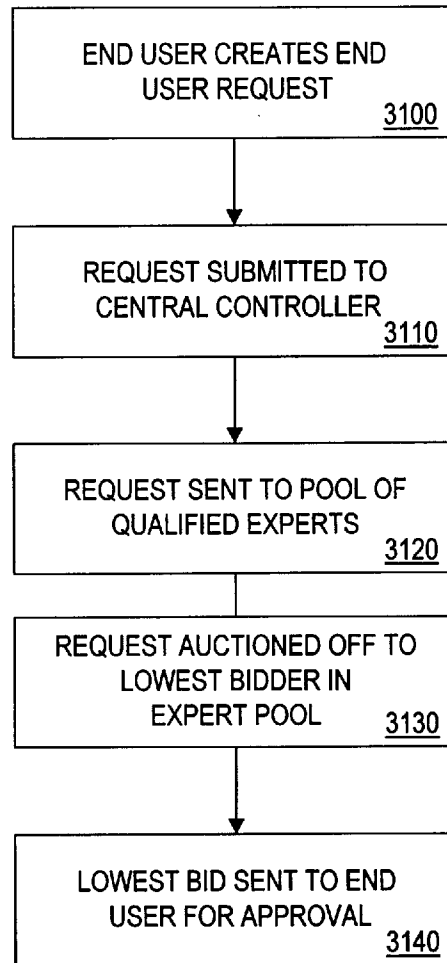 END USER CREATES END
USER REQUEST
3100
REQUEST SUBMITTED TO
CENTRAL CONTROLLER
3110
REQUEST SENT TO POOL OF
QUALIFIED EXPERTS
3120
REQUEST AUCTIONED OFF TO
LOWEST BIDDER IN
EXPERT POOL
3130
LOWEST BID SENT TO END
USER FOR APPROVAL
3140